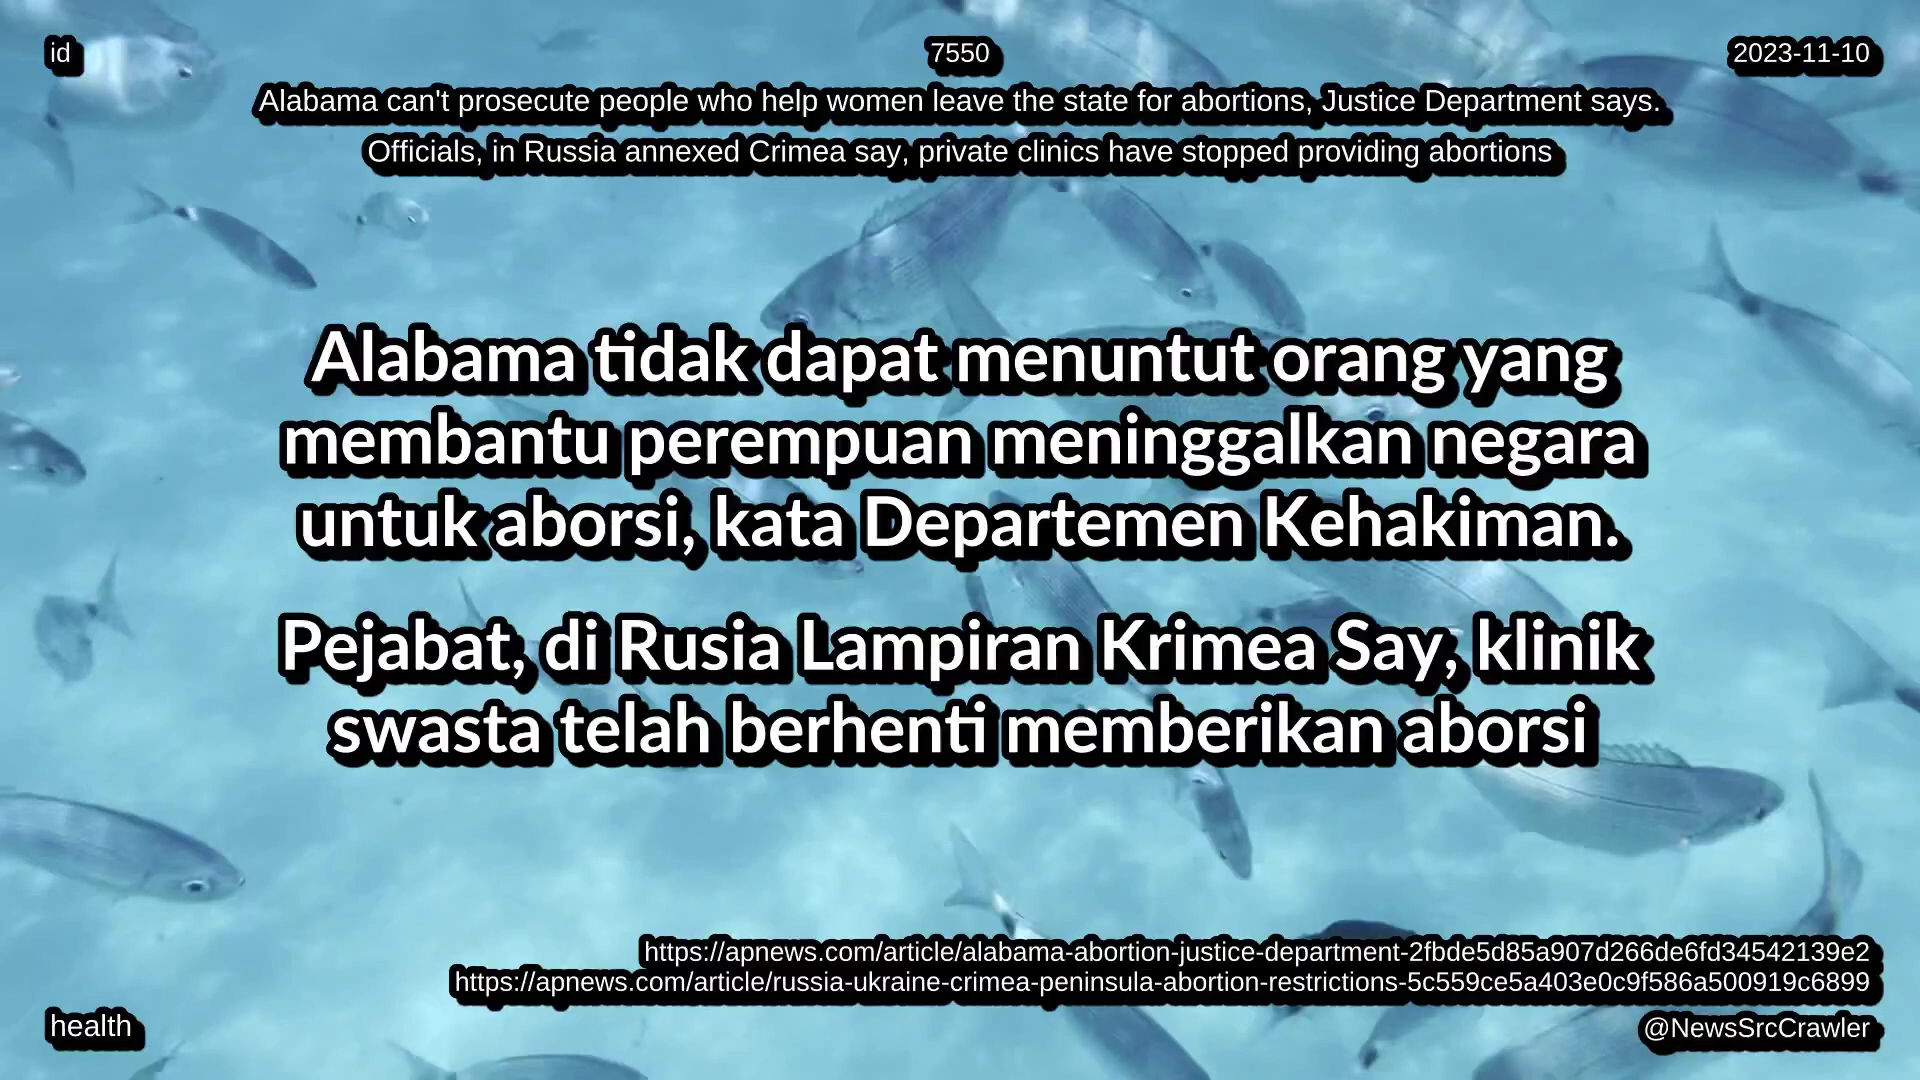 id
7550
2023-11-10
Alabama can't prosecute people who help women leave the state for abortions, Justice Department says.
Officials, in Russia annexed Crimea say, private clinics have stopped providing abortions
Alabama tidak dapat menuntut orang yang
membantu perempuan meninggalkan negara
untuk aborsi, kata Departemen Kehakiman.
Pejabat, di Rusia Lampiran Krimea Say, klinik
swasta telah berhenti memberikan aborsi
https://apnews.com/article/alabama-abortion-justice-department-2fbde5d85a907d266de6fd34542139e2
https://apnews.com/article/russia-ukraine-crimea-peninsula-abortion-restrictions-5c559ce5a403e0c9f586a500919c6899
health
@NewsSrcCrawler